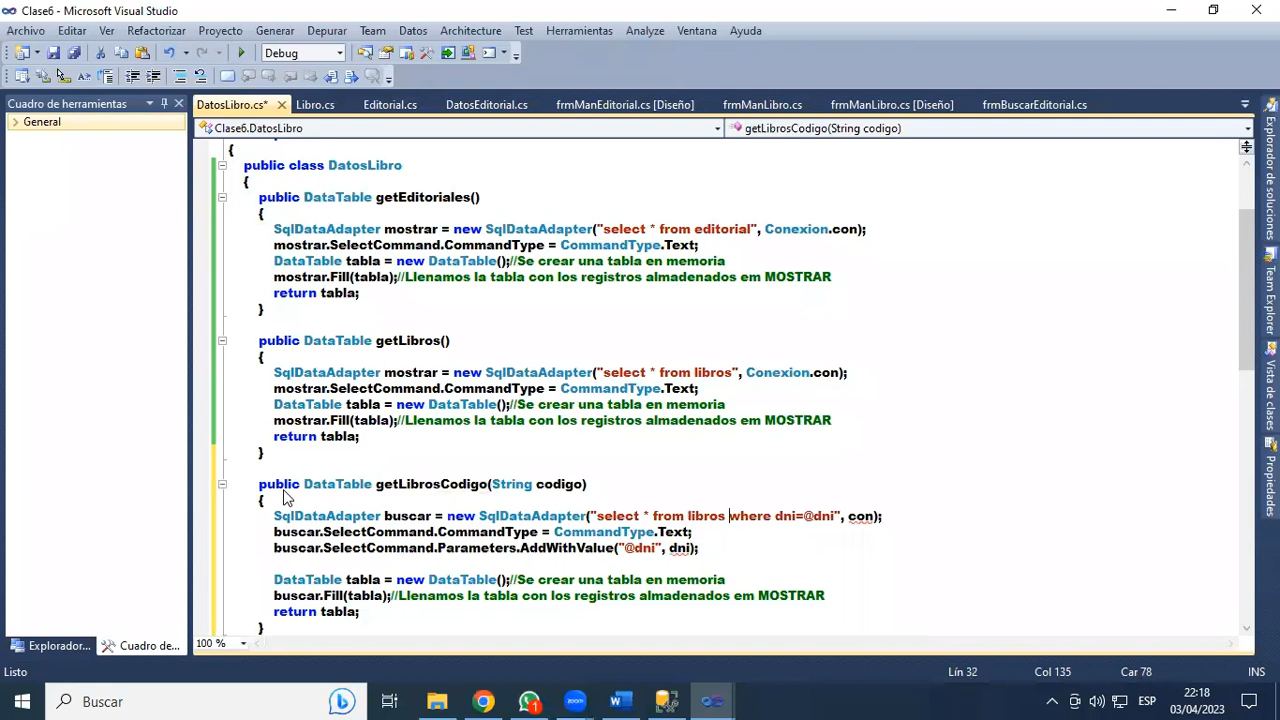 Clase6 - Microsoft Visual Studio
Archivo Editar Ver Refactorizar Proyecto Generar Depurar Team Datos Architecture Test Herramientas Analyze Ventana Ayuda
Debug
Cuadro de herramientas
DatosLibro.cs* Libro.cs Editorial.cs DatosEditorial.cs frmManEditorial.cs [Diseño] frmManLibro.cs frmManLibro.cs [Diseño] frmBuscarEditorial.cs
General
Clase6.DatosLibro getLibrosCodigo(String codigo)
{
public class DatosLibro
{
public DataTable getEditoriales()
{
SqlDataAdapter mostrar = new SqlDataAdapter("select * from editorial", Conexion.con);
mostrar.SelectCommand.CommandType = CommandType.Text;
DataTable tabla = new DataTable();//Se crear una tabla en memoria
mostrar.Fill(tabla);//Llenamos la tabla con los registros almadenados em MOSTRAR
return tabla;
}
public DataTable getLibros()
{
SqlDataAdapter mostrar = new SqlDataAdapter("select * from libros", Conexion.con);
mostrar.SelectCommand.CommandType = CommandType.Text;
DataTable tabla = new DataTable();//Se crear una tabla en memoria
mostrar.Fill(tabla);//Llenamos la tabla con los registros almadenados em MOSTRAR
return tabla;
}
public DataTable getLibrosCodigo(String codigo)
{
SqlDataAdapter buscar = new SqlDataAdapter("select * from libros where dni=@dni", con);
buscar.SelectCommand.CommandType = CommandType.Text;
buscar.SelectCommand.Parameters.AddWithValue("@dni", dni);
DataTable tabla = new DataTable();//Se crear una tabla en memoria
buscar.Fill(tabla);//Llenamos la tabla con los registros almadenados em MOSTRAR
return tabla;
}
Explorador de soluciones
Team Explorer
Vista de clases
Propiedades
Explorador... Cuadro de...
100 %
Listo Lín 32 Col 135 Car 78 INS
Buscar
1
zoom
ESP
22:18
03/04/2023